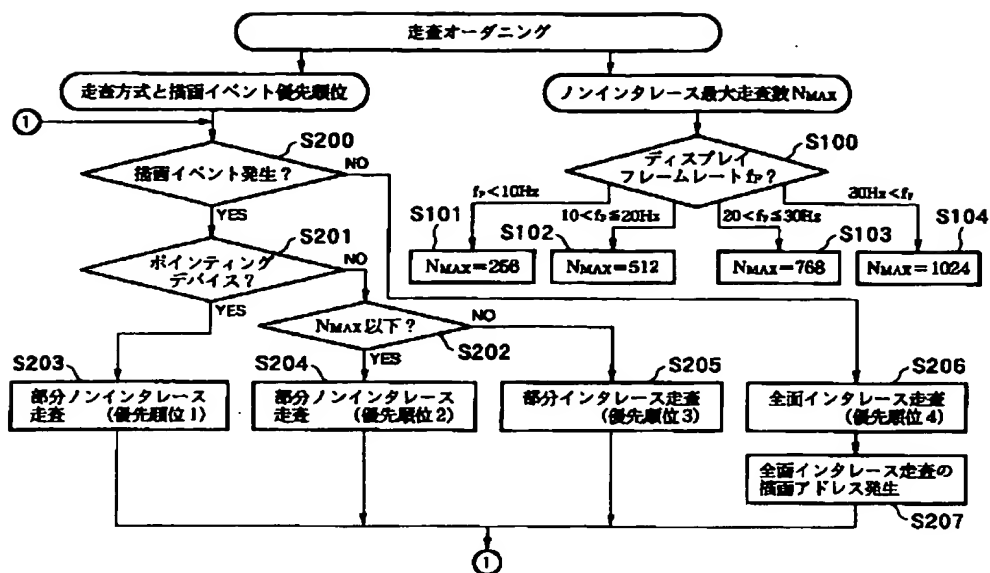 走査オーダニング
走査方式と描画イベント優先順位
ノンインタレース最大走査数NMAX
1
S200
描画イベント発生?
NO
YES
S100
ディスプレイ
フレームレートfF?
fF<10Hz
10<fF≦20Hz
20<fF≦30Hz
30Hz<fF
S101
NMAX=256
S102
NMAX=512
S103
NMAX=768
S104
NMAX=1024
S201
ポインティング
デバイス?
NO
YES
NMAX以下?
NO
S202
YES
S203
部分ノンインタレース
走査 (優先順位1)
S204
部分ノンインタレース
走査 (優先順位2)
S205
部分インタレース走査
(優先順位3)
S206
全面インタレース走査
(優先順位4)
全面インタレース走査の
描画アドレス発生
S207
1